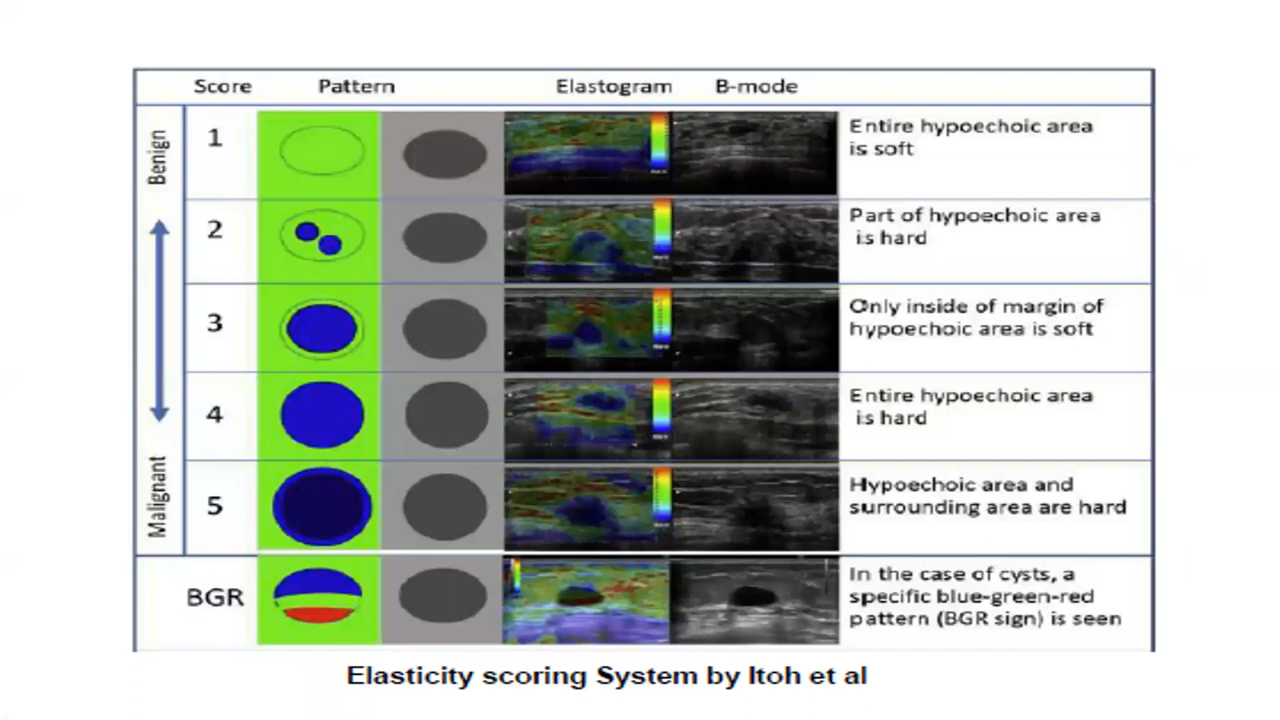 Score Pattern Elastogram B-mode
Benign
1
Entire hypoechoic area
is soft
2
Part of hypoechoic area
is hard
3
Only inside of margin of
hypoechoic area is soft
4
Entire hypoechoic area
is hard
Malignant
5
Hypoechoic area and
surrounding area are hard
BGR
In the case of cysts, a
specific blue-green-red
pattern (BGR sign) is seen
Elasticity scoring System by Itoh et al